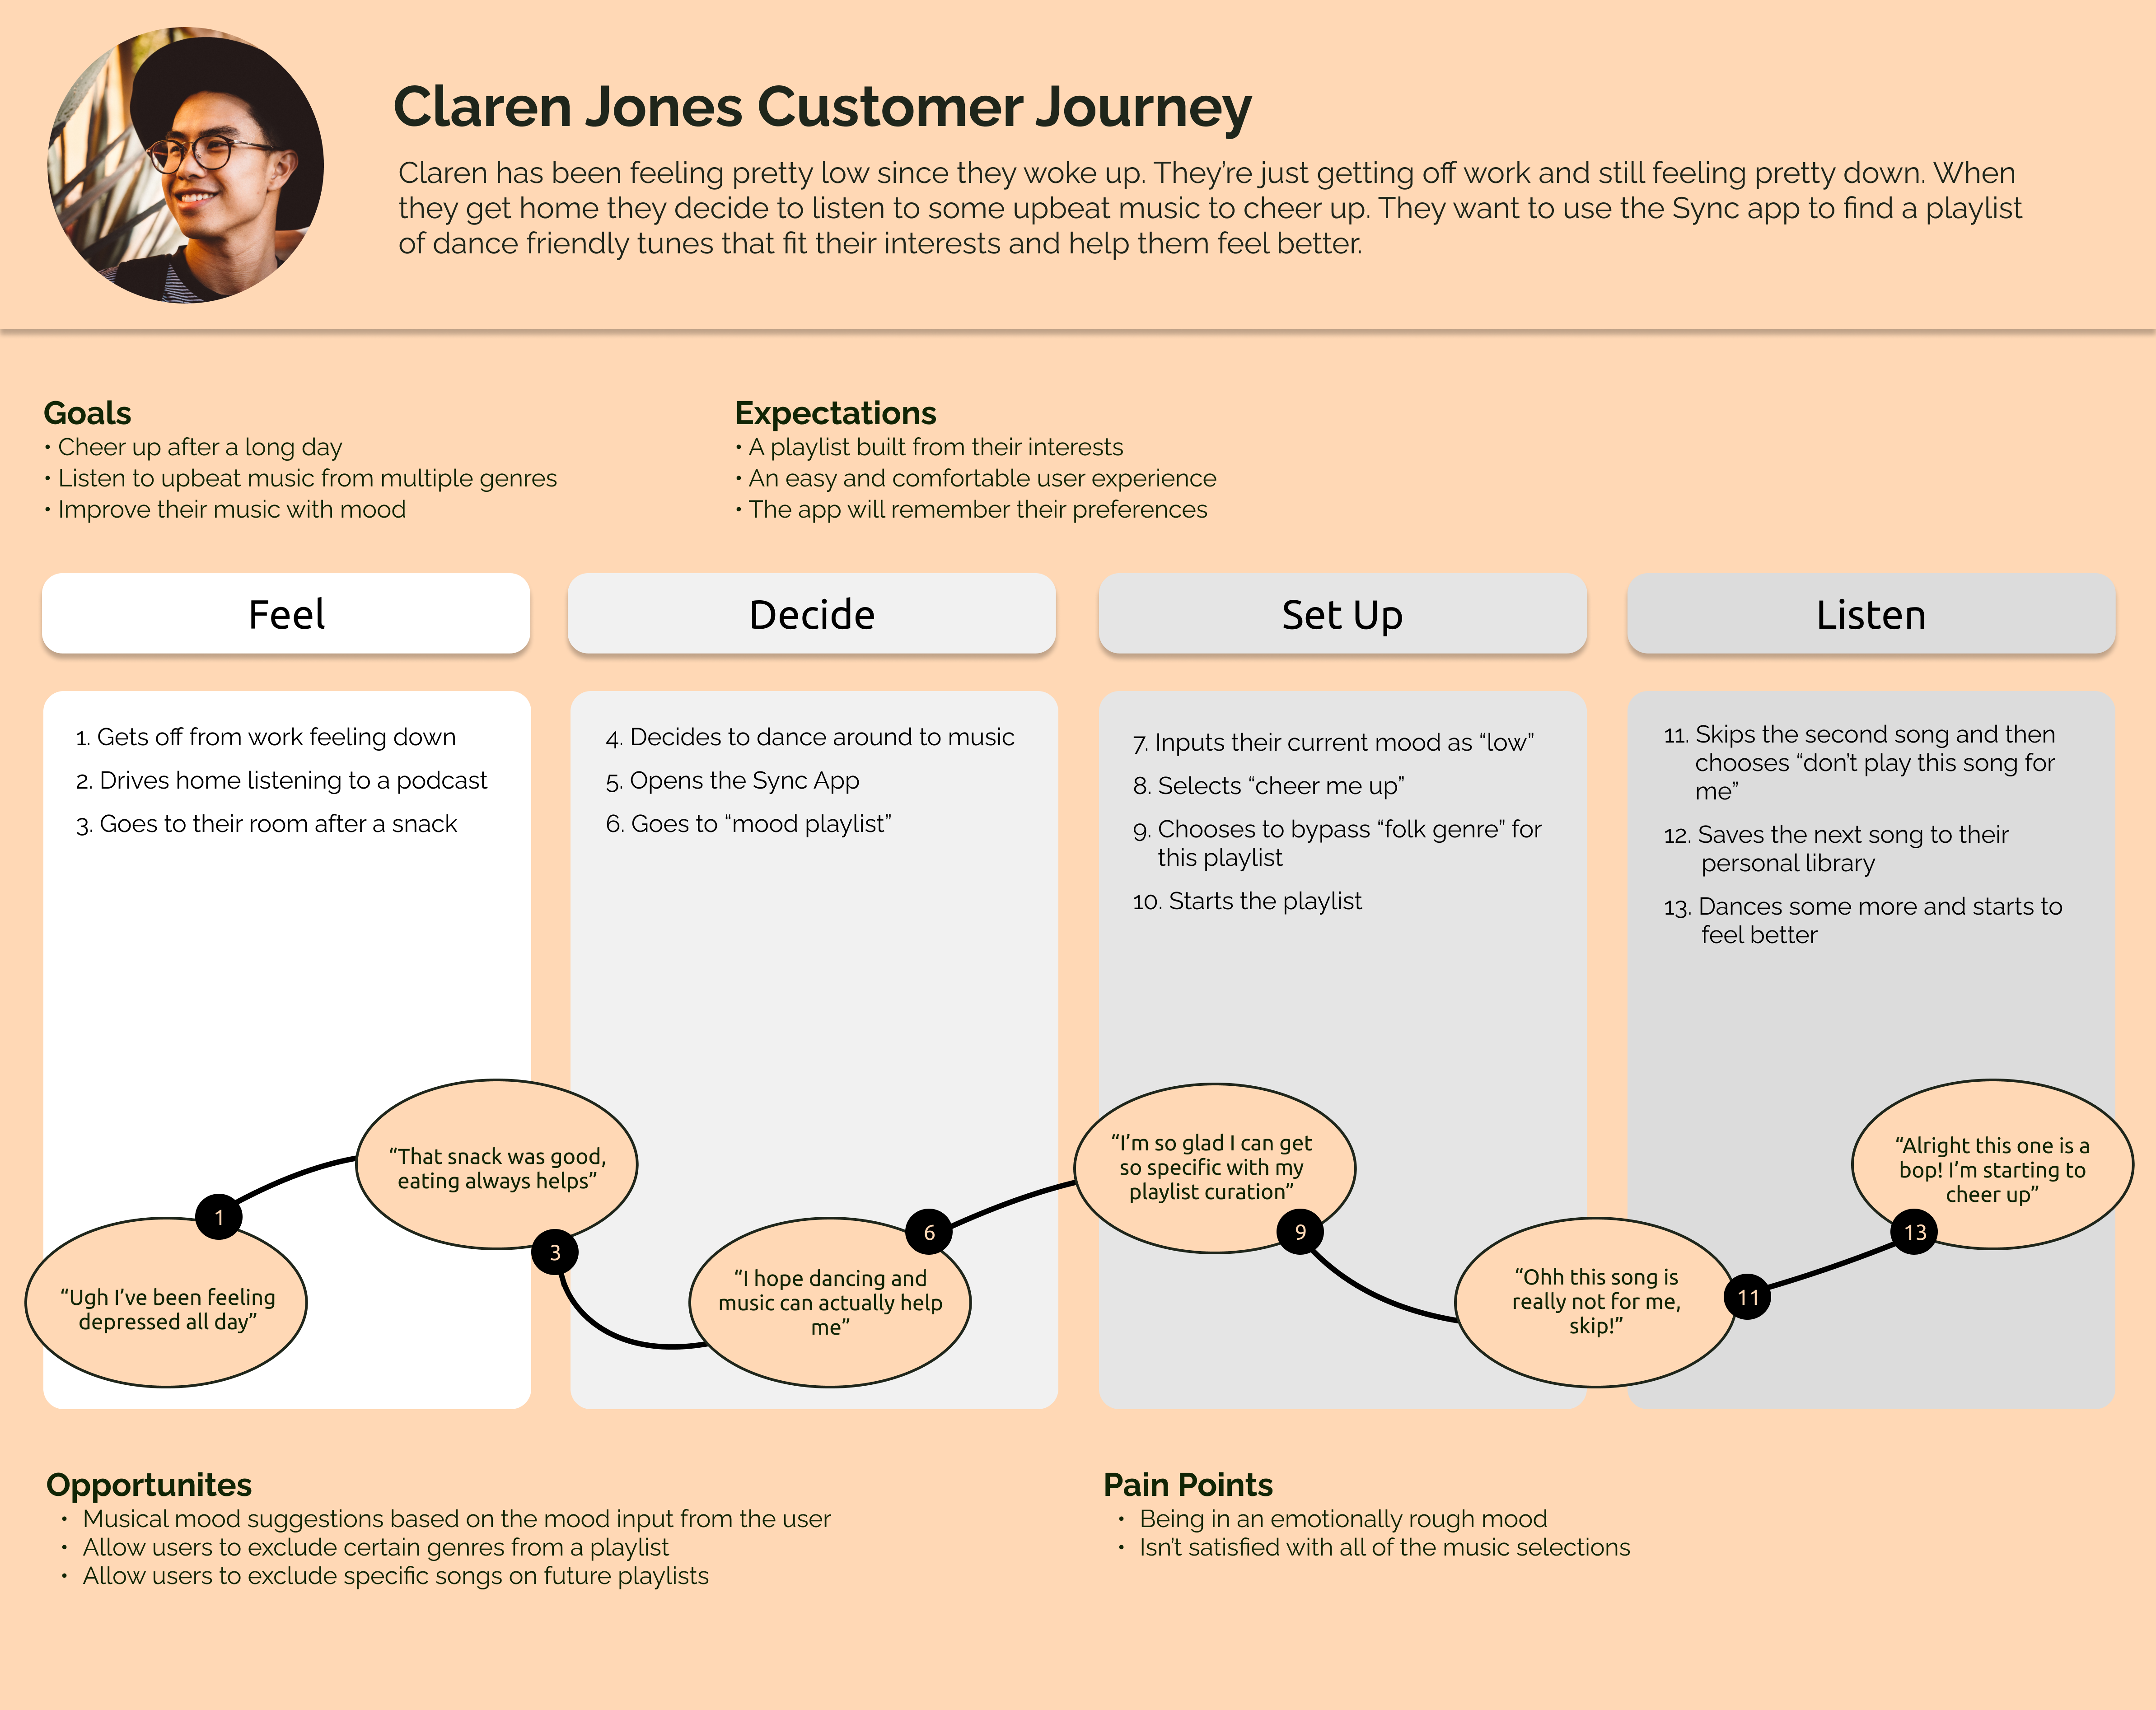 Claren Jones Customer Journey
Claren has been feeling pretty low since they woke up. They’re just getting off work and still feeling pretty down. When
they get home they decide to listen to some upbeat music to cheer up. They want to use the Sync app to find a playlist
of dance friendly tunes that fit their interests and help them feel better.
Goals
• Cheer up after a long day
• Listen to upbeat music from multiple genres
• Improve their music with mood
Expectations
• A playlist built from their interests
• An easy and comfortable user experience
• The app will remember their preferences
Feel
Decide
Set Up
Listen
1. Gets off from work feeling down
2. Drives home listening to a podcast
3. Goes to their room after a snack
4. Decides to dance around to music
5. Opens the Sync App
6. Goes to “mood playlist”
7. Inputs their current mood as “low”
8. Selects “cheer me up”
9. Chooses to bypass “folk genre” for
this playlist
10. Starts the playlist
11. Skips the second song and then
chooses “don’t play this song for
me”
12. Saves the next song to their
personal library
13. Dances some more and starts to
feel better
1
“Ugh I’ve been feeling
depressed all day”
“That snack was good,
eating always helps”
3
6
“I hope dancing and
music can actually help
me”
“I’m so glad I can get
so specific with my
playlist curation”
9
“Ohh this song is
really not for me,
skip!”
11
“Alright this one is a
bop! I’m starting to
cheer up”
13
Opportunites
• Musical mood suggestions based on the mood input from the user
• Allow users to exclude certain genres from a playlist
• Allow users to exclude specific songs on future playlists
Pain Points
• Being in an emotionally rough mood
• Isn’t satisfied with all of the music selections